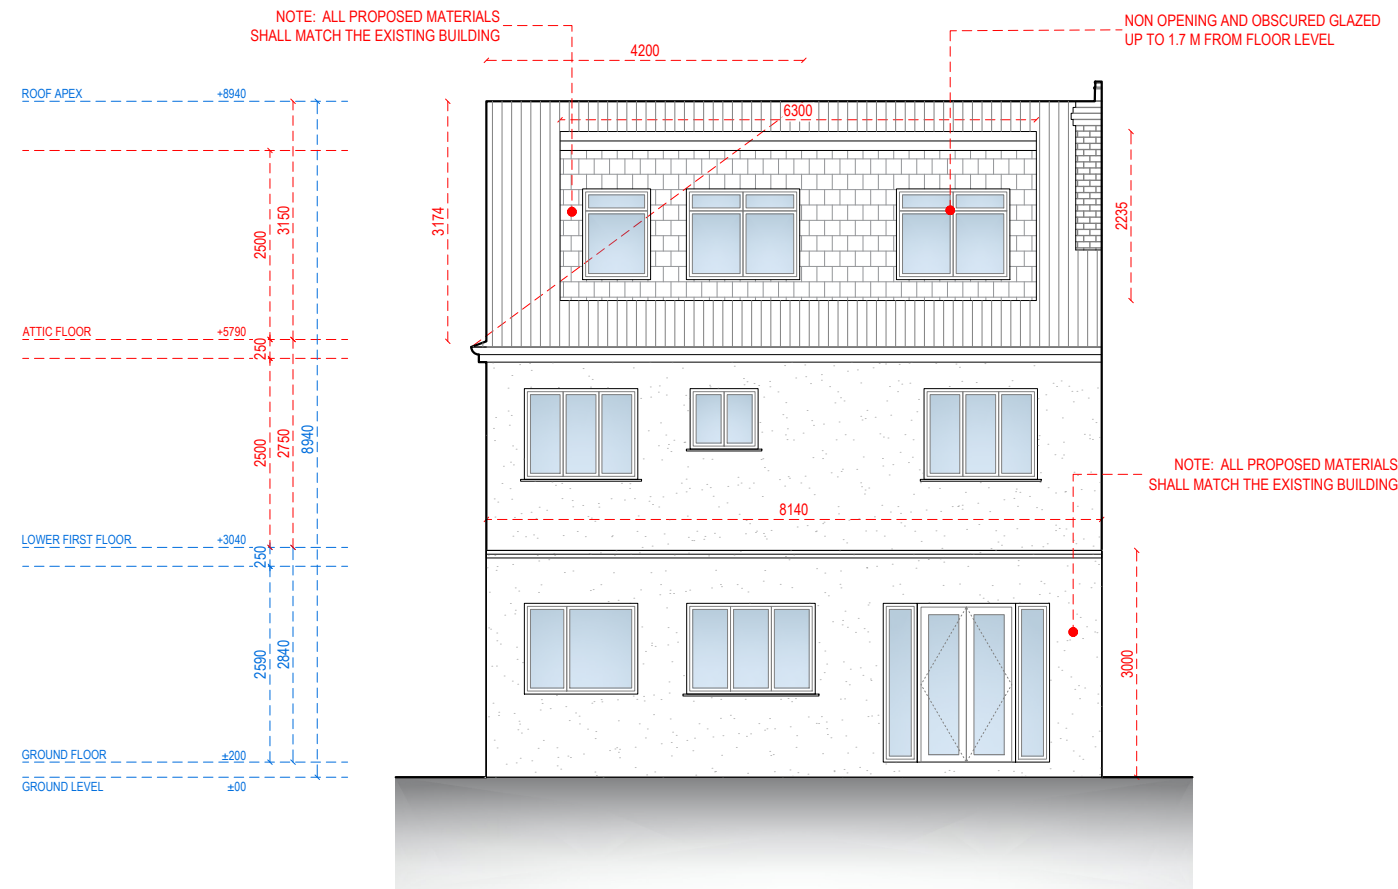 NOTE: ALL PROPOSED MATERIALS
SHALL MATCH THE EXISTING BUILDING
NON OPENING AND OBSCURED GLAZED
UP TO 1.7 M FROM FLOOR LEVEL
4200
ROOF APEX +8940
6300
3174
2235
2500
3150
ATTIC FLOOR +5790
250
2500
2750
8940
NOTE: ALL PROPOSED MATERIALS
SHALL MATCH THE EXISTING BUILDING
8140
LOWER FIRST FLOOR +3040
250
2590
2840
3000
GROUND FLOOR ±200
GROUND LEVEL ±00